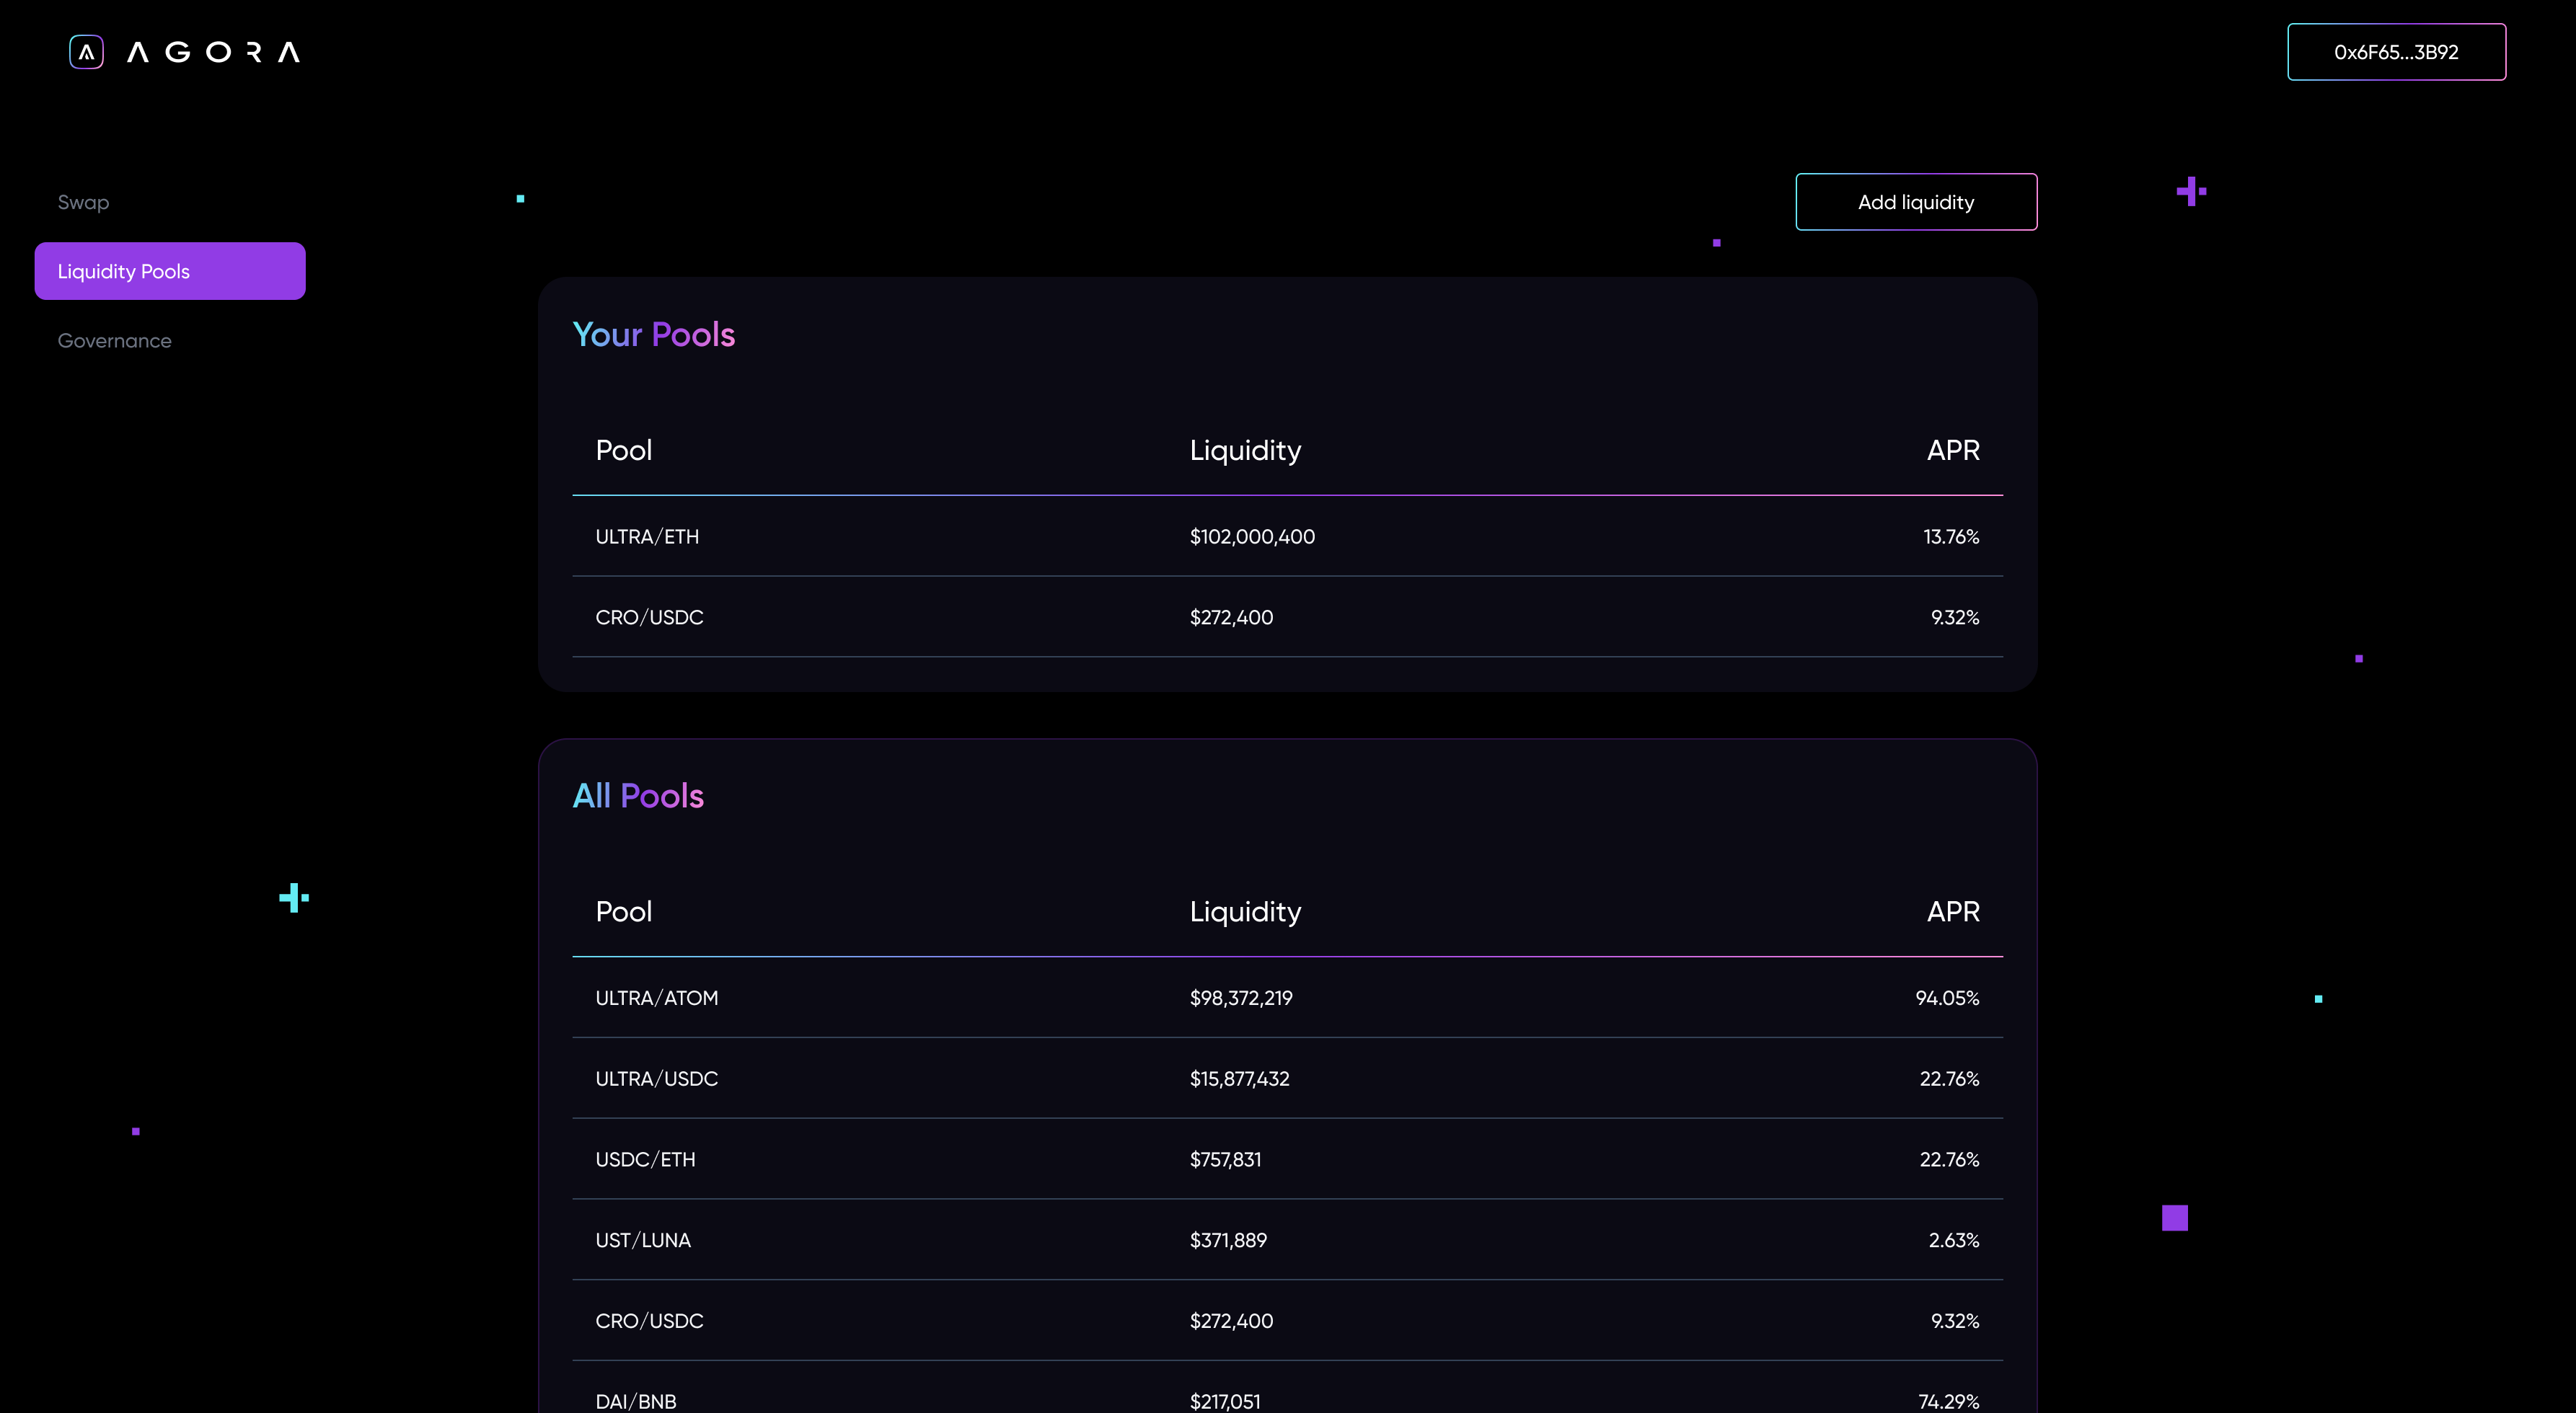 AGORA
0x6F65...3B92
Swap
Add liquidity
Liquidity Pools
Governance
Your Pools
Pool Liquidity APR
ULTRA/ETH $102,000,400 13.76%
CRO/USDC $272,400 9.32%
All Pools
Pool Liquidity APR
ULTRA/ATOM $98,372,219 94.05%
ULTRA/USDC $15,877,432 22.76%
USDC/ETH $757,831 22.76%
UST/LUNA $371,889 2.63%
CRO/USDC $272,400 9.32%
DAI/BNB $217,051 74.29%